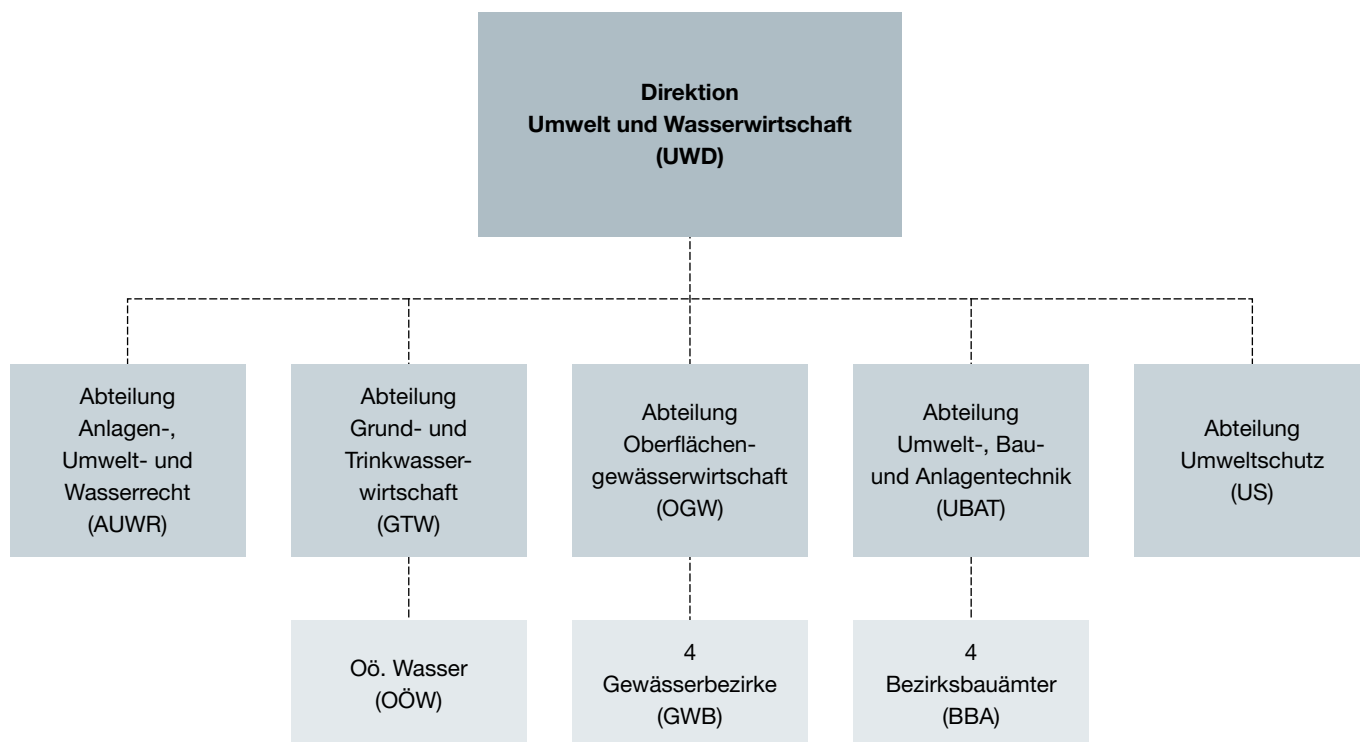 Direktion
Umwelt und Wasserwirtschaft
(UWD)
Abteilung
Anlagen-,
Umwelt- und
Wasserrecht
(AUWR)
Abteilung
Grund- und
Trinkwasser-
wirtschaft
(GTW)
Abteilung
Oberflächen-
gewässerwirtschaft
(OGW)
Abteilung
Umwelt-, Bau-
und Anlagentechnik
(UBAT)
Abteilung
Umweltschutz
(US)
Oö. Wasser
(OÖW)
4
Gewässerbezirke
(GWB)
4
Bezirksbauämter
(BBA)